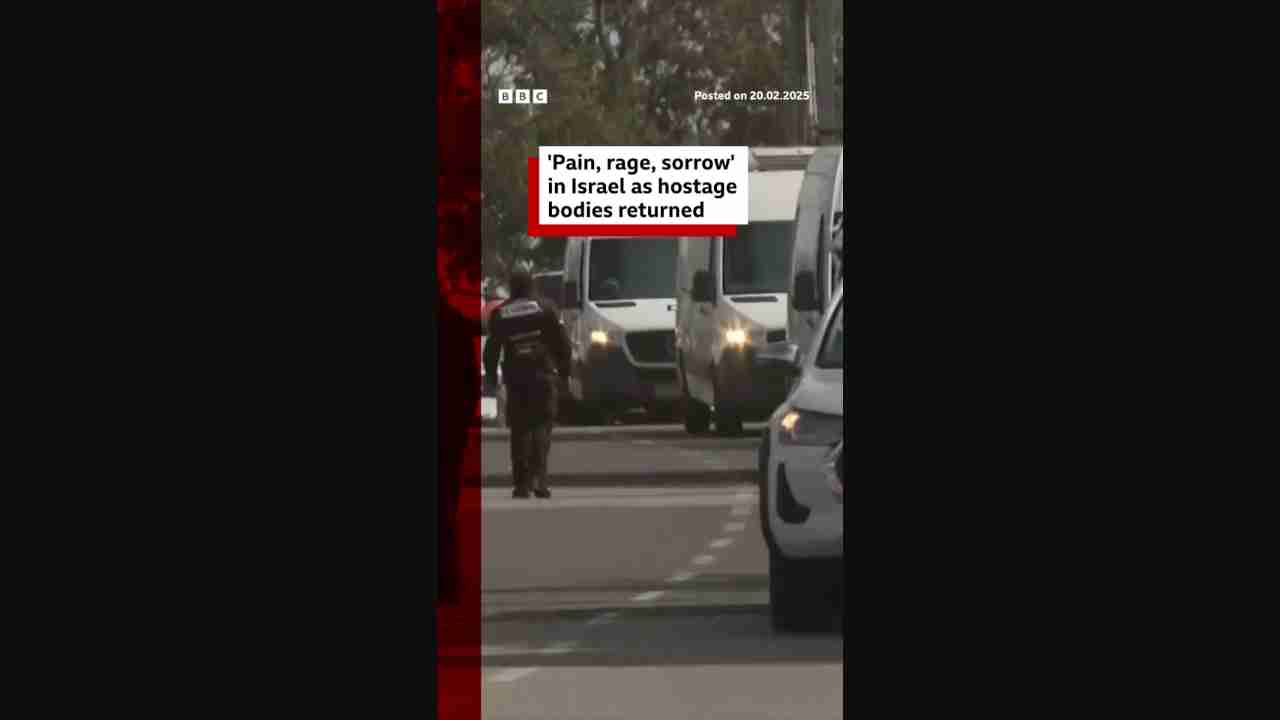 BBC
Posted on 20.02.2025
'Pain, rage, sorrow'
in Israel as hostage
bodies returned